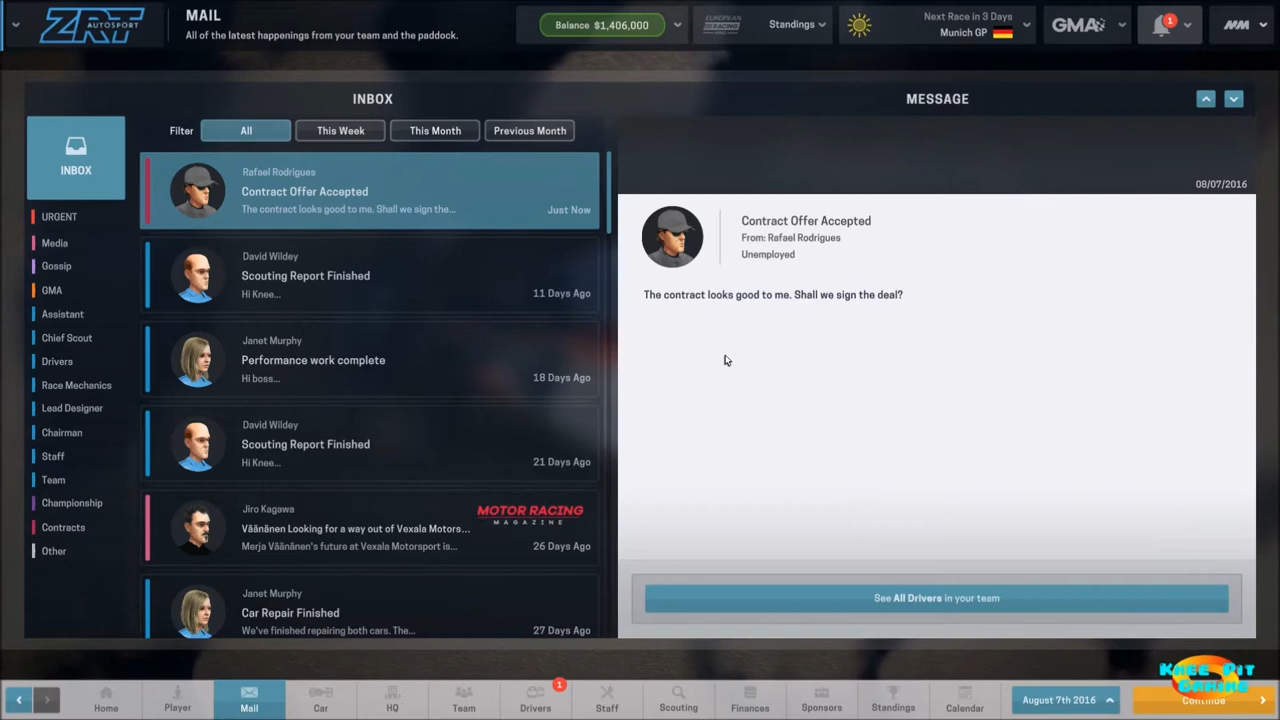 ZRT AUTOSPORT
MAIL
All of the latest happenings from your team and the paddock.
Balance $1,406,000
EUROPEAN RACING SERIES
Standings
Next Race in 3 Days
Munich GP
GMA
1
INBOX
MESSAGE
INBOX
Filter
All
This Week
This Month
Previous Month
URGENT
Media
Gossip
GMA
Assistant
Chief Scout
Drivers
Race Mechanics
Lead Designer
Chairman
Staff
Team
Championship
Contracts
Other
Rafael Rodrigues
Contract Offer Accepted
The contract looks good to me. Shall we sign the...
Just Now
David Wildey
Scouting Report Finished
Hi Knee...
11 Days Ago
Janet Murphy
Performance work complete
Hi boss...
18 Days Ago
David Wildey
Scouting Report Finished
Hi Knee...
21 Days Ago
Jiro Kagawa
MOTOR RACING
MAGAZINE
Väänänen Looking for a way out of Vexala Motors...
Merja Väänänen's future at Vexala Motorsport is...
26 Days Ago
Janet Murphy
Car Repair Finished
We've finished repairing both cars. The...
27 Days Ago
08/07/2016
Contract Offer Accepted
From: Rafael Rodrigues
Unemployed
The contract looks good to me. Shall we sign the deal?
See All Drivers in your team
Knee Pit
Gaming
Home
Player
Mail
Car
HQ
Team
Drivers
1
Staff
Scouting
Finances
Sponsors
Standings
Calendar
August 7th 2016
Continue